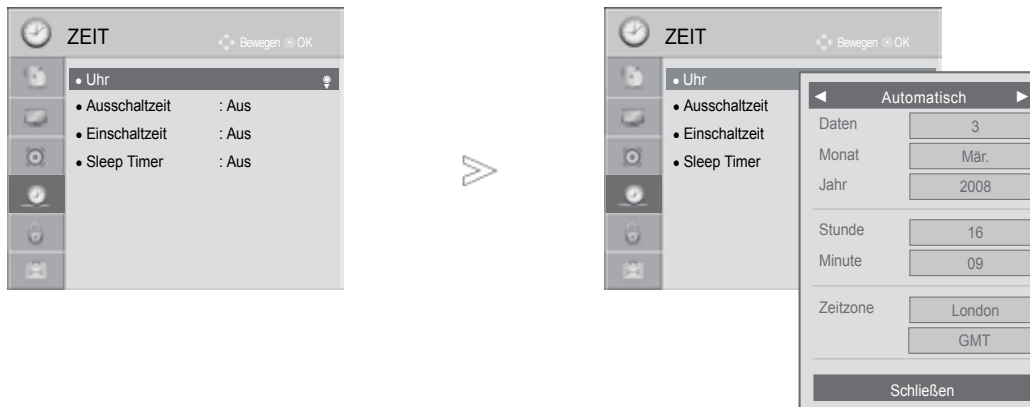 ZEIT
Bewegen OK
• Uhr
• Ausschaltzeit : Aus
• Einschaltzeit : Aus
• Sleep Timer : Aus
ZEIT
Bewegen OK
• Uhr
• Ausschaltzeit
• Einschaltzeit
• Sleep Timer
◄ Automatisch ►
Daten 3
Monat Mär.
Jahr 2008
Stunde 16
Minute 09
Zeitzone London
GMT
Schließen